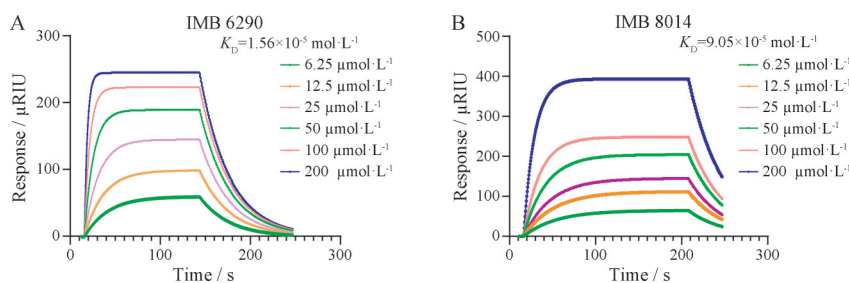 A
IMB 6290
K_D=1.56×10⁻⁵ mol·L⁻¹
6.25 µmol·L⁻¹
12.5 µmol·L⁻¹
25 µmol·L⁻¹
50 µmol·L⁻¹
100 µmol·L⁻¹
200 µmol·L⁻¹
300
200
100
0
Response / µRIU
0 100 200 300
Time / s
B
IMB 8014
K_D=9.05×10⁻⁵ mol·L⁻¹
6.25 µmol·L⁻¹
12.5 µmol·L⁻¹
25 µmol·L⁻¹
50 µmol·L⁻¹
100 µmol·L⁻¹
200 µmol·L⁻¹
500
400
300
200
100
0
Response / µRIU
0 100 200 300
Time / s